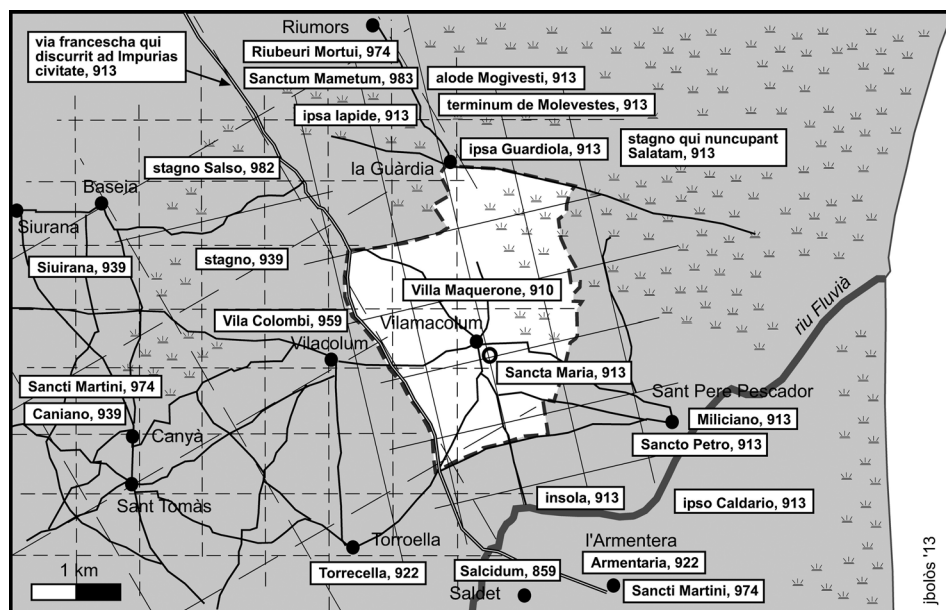 Riumors
via francescha qui
discurrit ad Impurias
civitate, 913
Riubeuri Mortui, 974
Sanctum Mametum, 983
alode Mogivesti, 913
terminum de Molevestes, 913
ipsa lapide, 913
ipsa Guardiola, 913
stagno qui nuncupant
Salatam, 913
la Guàrdia
stagno Salso, 982
Baseja
Siurana
Siuirana, 939
stagno, 939
Villa Maquerone, 910
riu Fluvià
Vila Colombi, 959
Vilamacolum
Vilacolum
Sancta Maria, 913
Sancti Martini, 974
Caniano, 939
Sant Pere Pescador
Miliciano, 913
Sancto Petro, 913
Canyà
Sant Tomàs
insola, 913
ipso Caldario, 913
Torroella
Torrecella, 922
l'Armentera
Armentaria, 922
Salcidum, 859
Sancti Martini, 974
Saldet
1 km
jbolòs '13